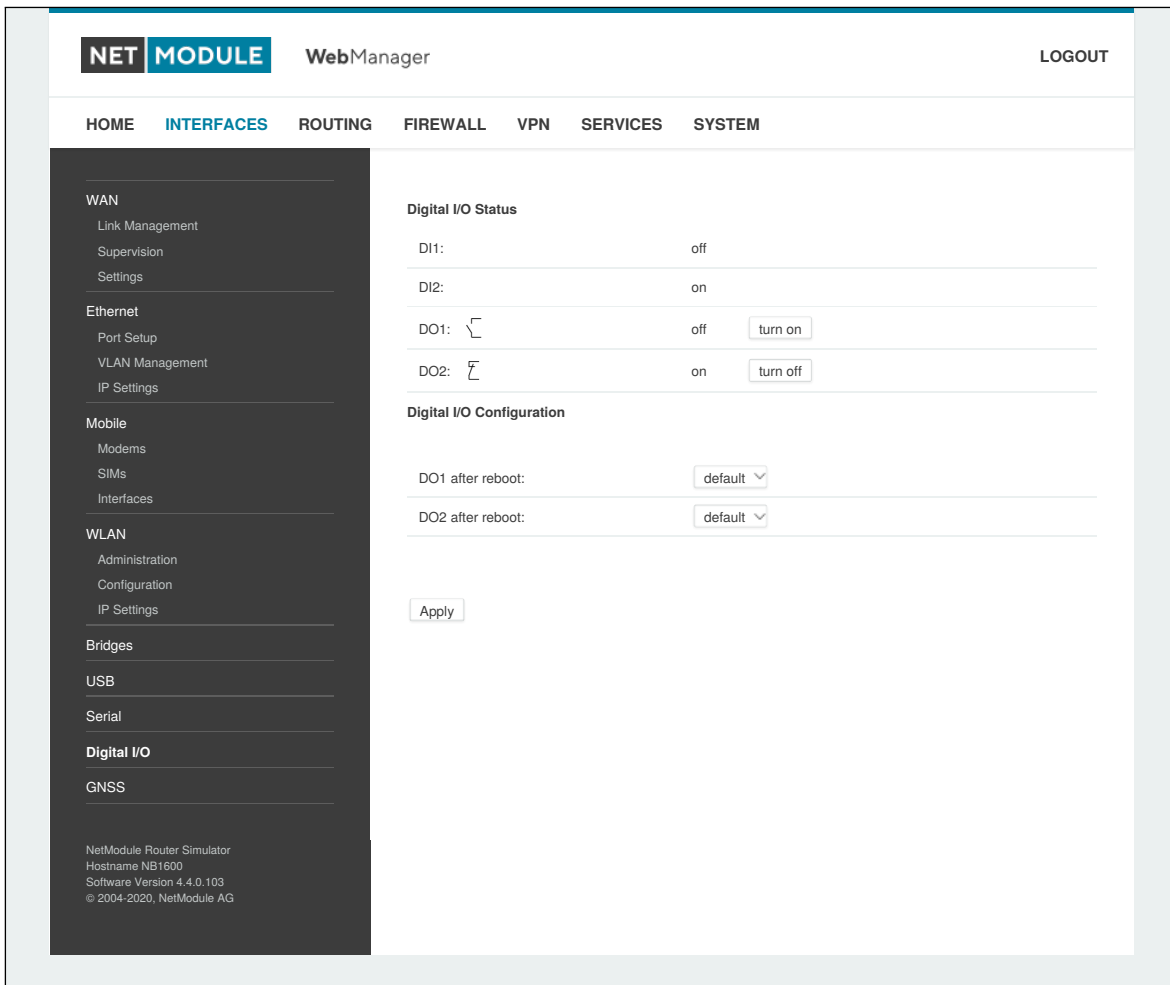 NET MODULE WebManager LOGOUT
HOME INTERFACES ROUTING FIREWALL VPN SERVICES SYSTEM
WAN
Link Management
Supervision
Settings
Ethernet
Port Setup
VLAN Management
IP Settings
Mobile
Modems
SIMs
Interfaces
WLAN
Administration
Configuration
IP Settings
Bridges
USB
Serial
Digital I/O
GNSS
NetModule Router Simulator
Hostname NB1600
Software Version 4.4.0.103
© 2004-2020, NetModule AG
Digital I/O Status
DI1: off
DI2: on
DO1: off turn on
DO2: on turn off
Digital I/O Configuration
DO1 after reboot: default
DO2 after reboot: default
Apply